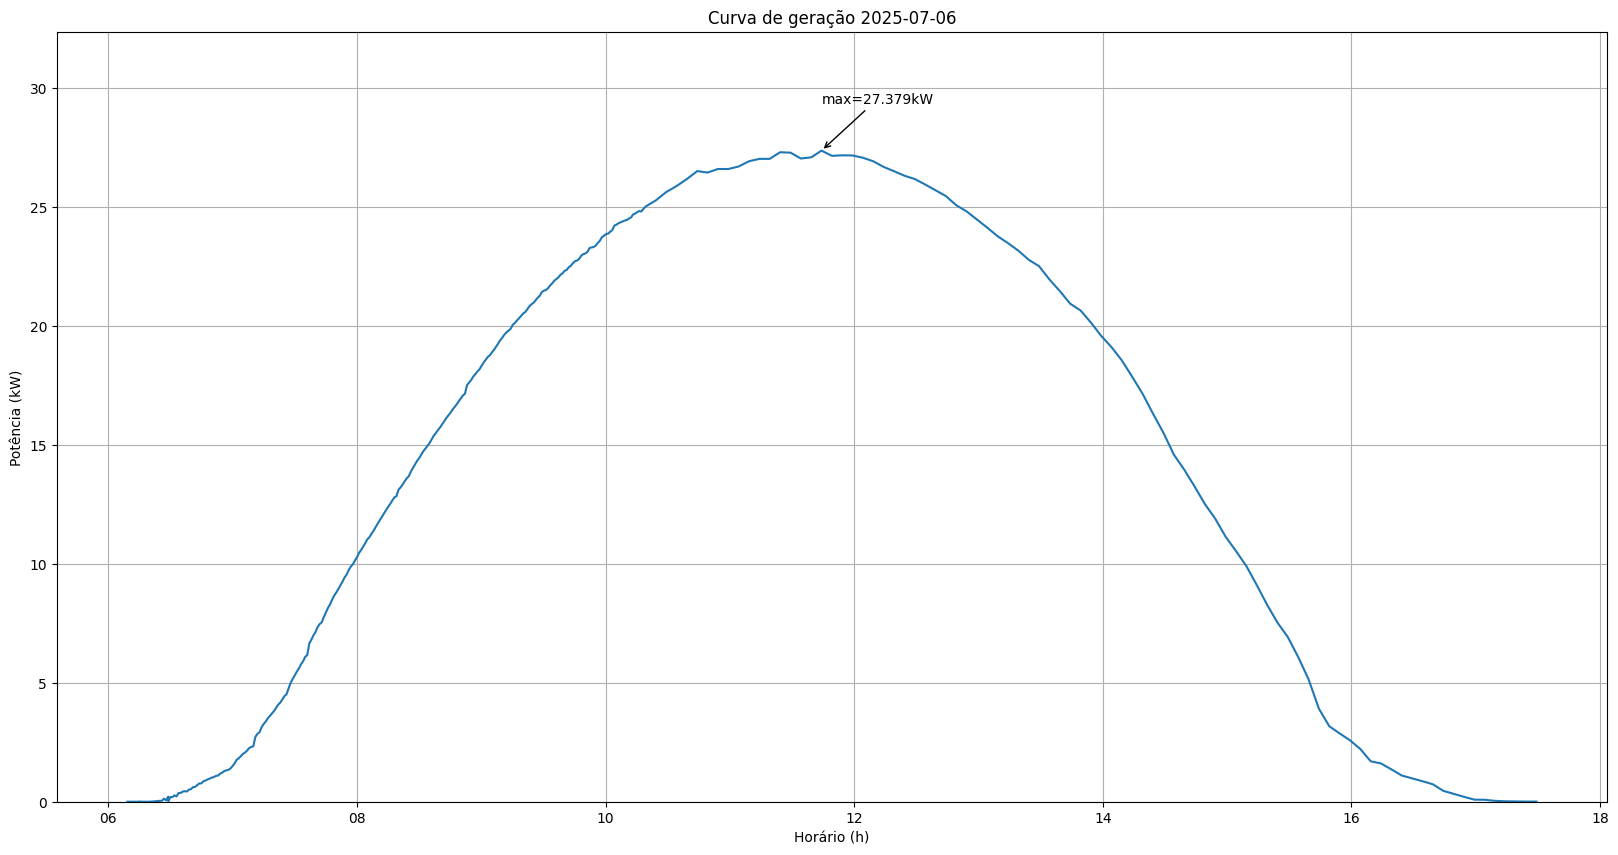 Curva de geração 2025-07-06
30
max=27.379kW
25
20
15
10
5
0
Potência (kW)
06 08 10 12 14 16 18
Horário (h)